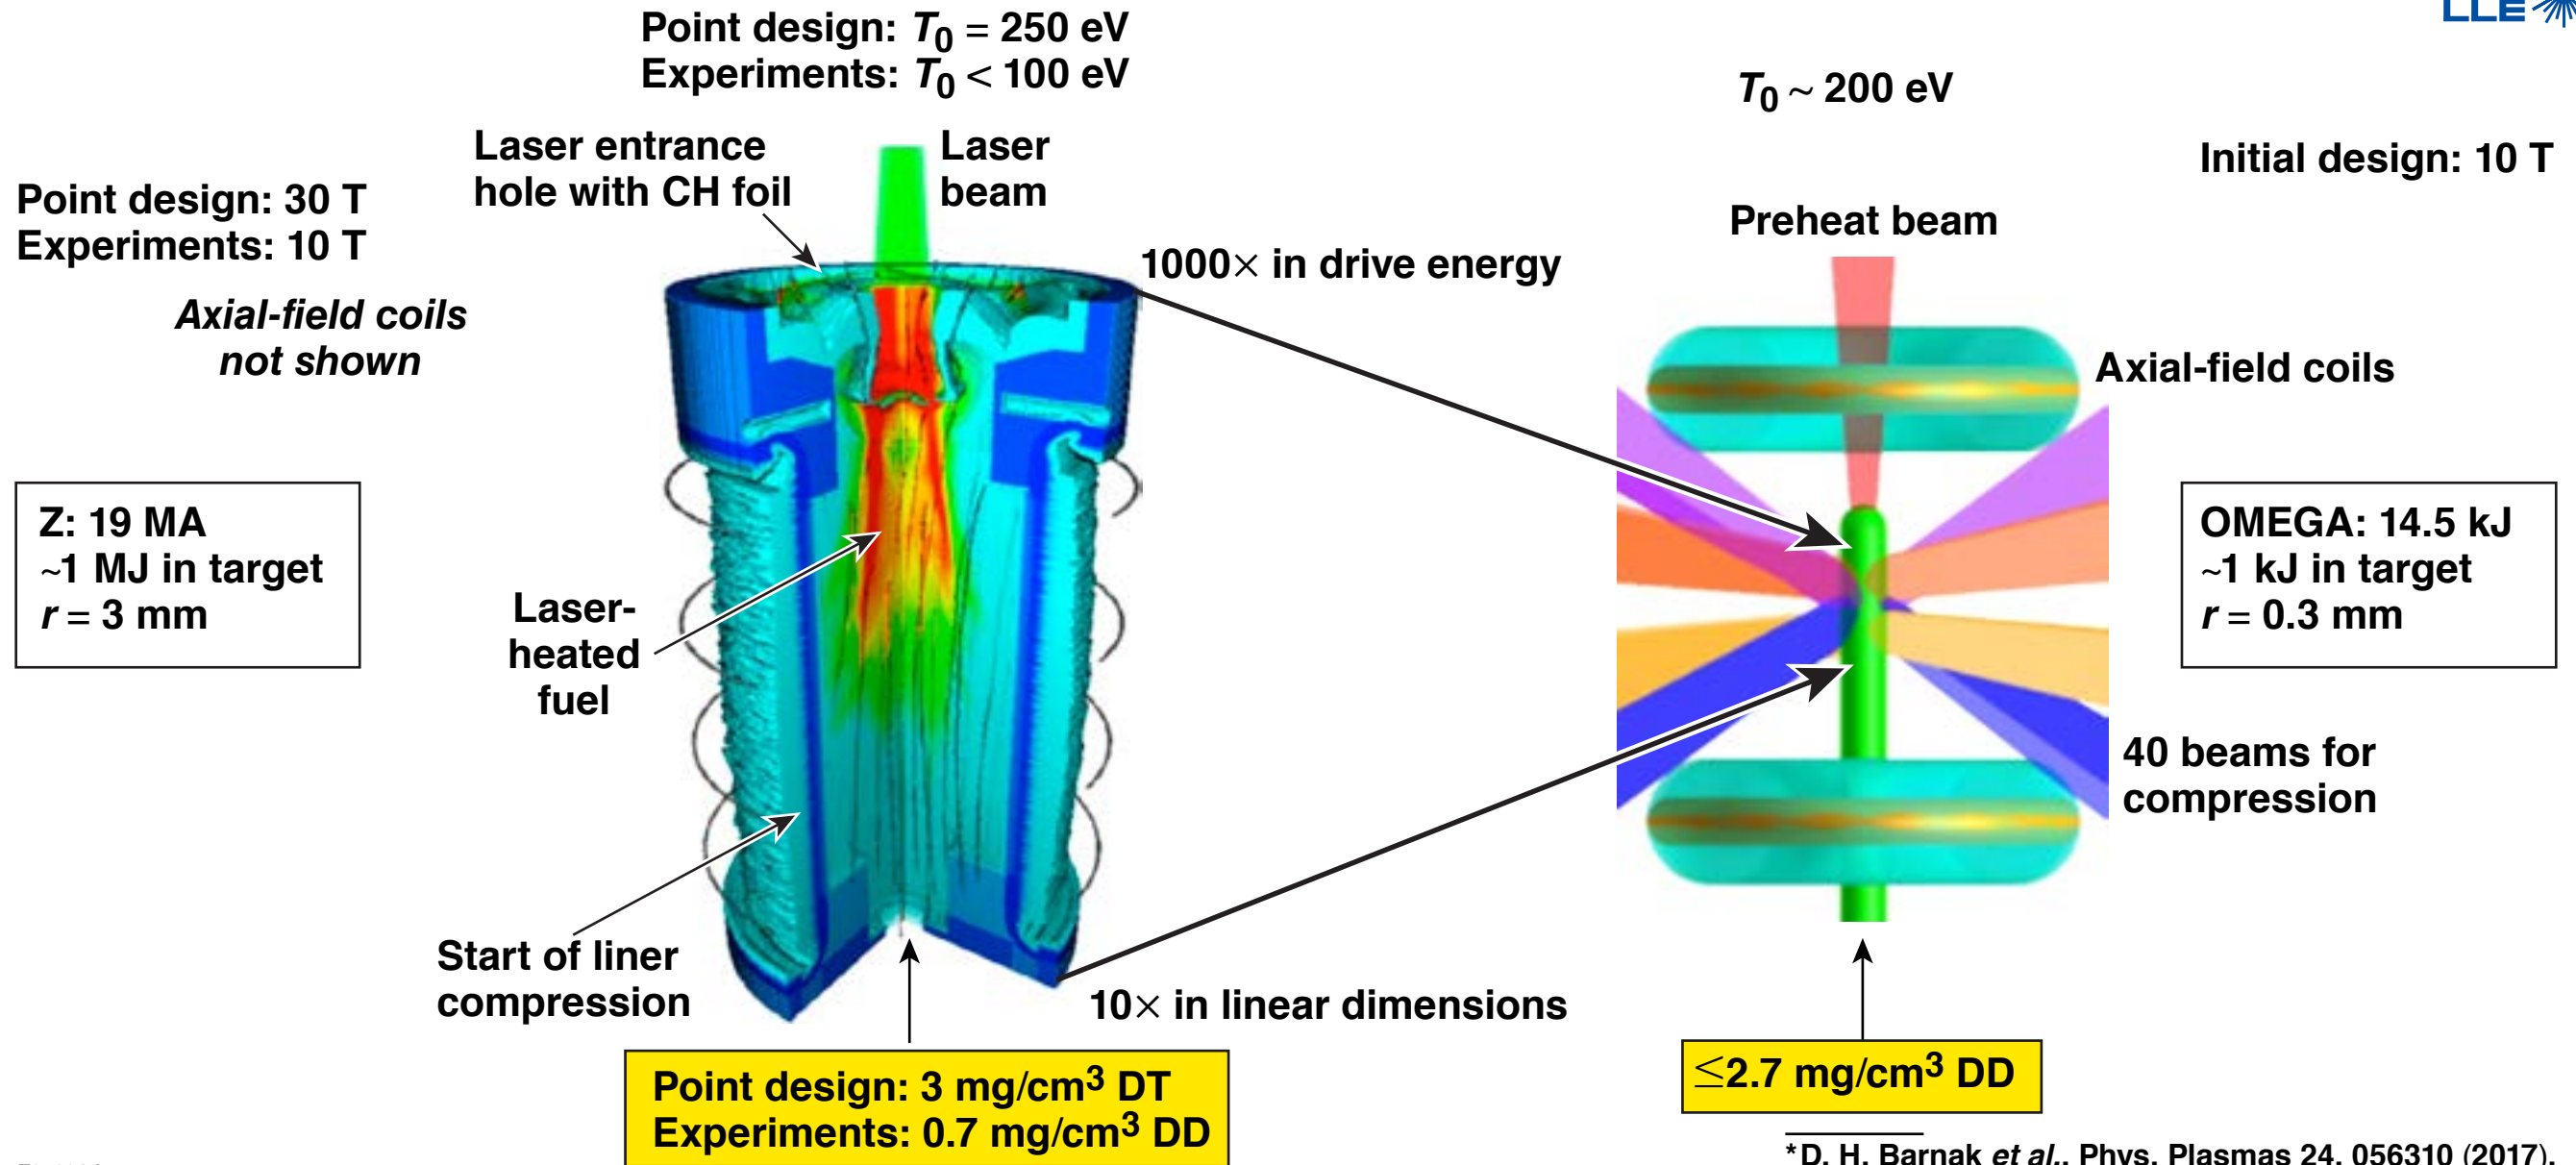 LLE
Point design: T0 = 250 eV
Experiments: T0 < 100 eV
T0 ~ 200 eV
Laser entrance
hole with CH foil
Laser
beam
Initial design: 10 T
Point design: 30 T
Experiments: 10 T
Preheat beam
1000× in drive energy
Axial-field coils
not shown
Axial-field coils
Z: 19 MA
~1 MJ in target
r = 3 mm
OMEGA: 14.5 kJ
~1 kJ in target
r = 0.3 mm
Laser-
heated
fuel
40 beams for
compression
Start of liner
compression
10× in linear dimensions
Point design: 3 mg/cm3 DT
Experiments: 0.7 mg/cm3 DD
≤2.7 mg/cm3 DD
*D. H. Barnak et al., Phys. Plasmas 24, 056310 (2017).